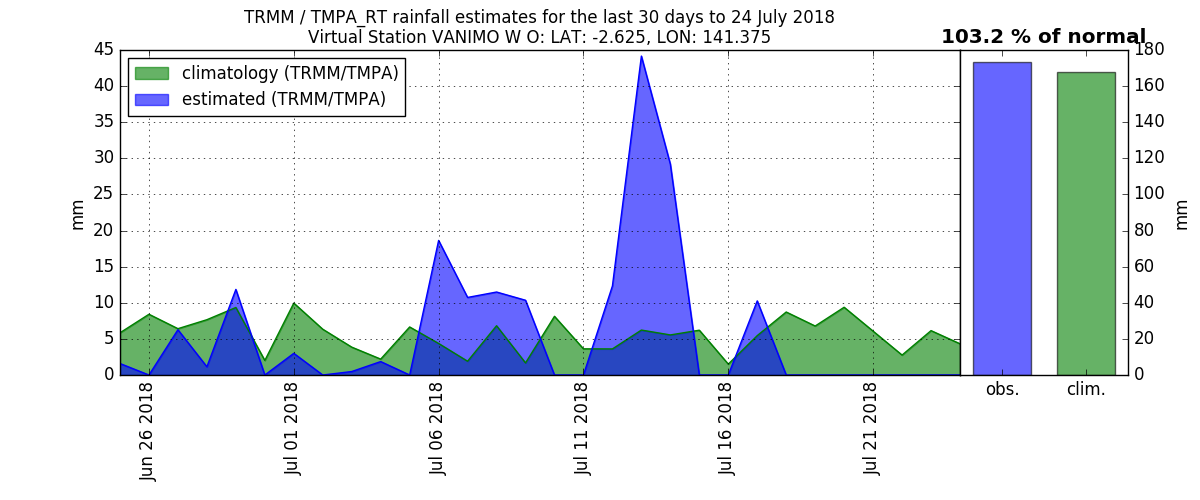 TRMM / TMPA_RT rainfall estimates for the last 30 days to 24 July 2018
Virtual Station VANIMO W O: LAT: -2.625, LON: 141.375
103.2 % of normal
climatology (TRMM/TMPA)
estimated (TRMM/TMPA)
mm
45
40
35
30
25
20
15
10
5
0
Jun 26 2018
Jul 01 2018
Jul 06 2018
Jul 11 2018
Jul 16 2018
Jul 21 2018
obs.
clim.
180
160
140
120
100
80
60
40
20
0
mm